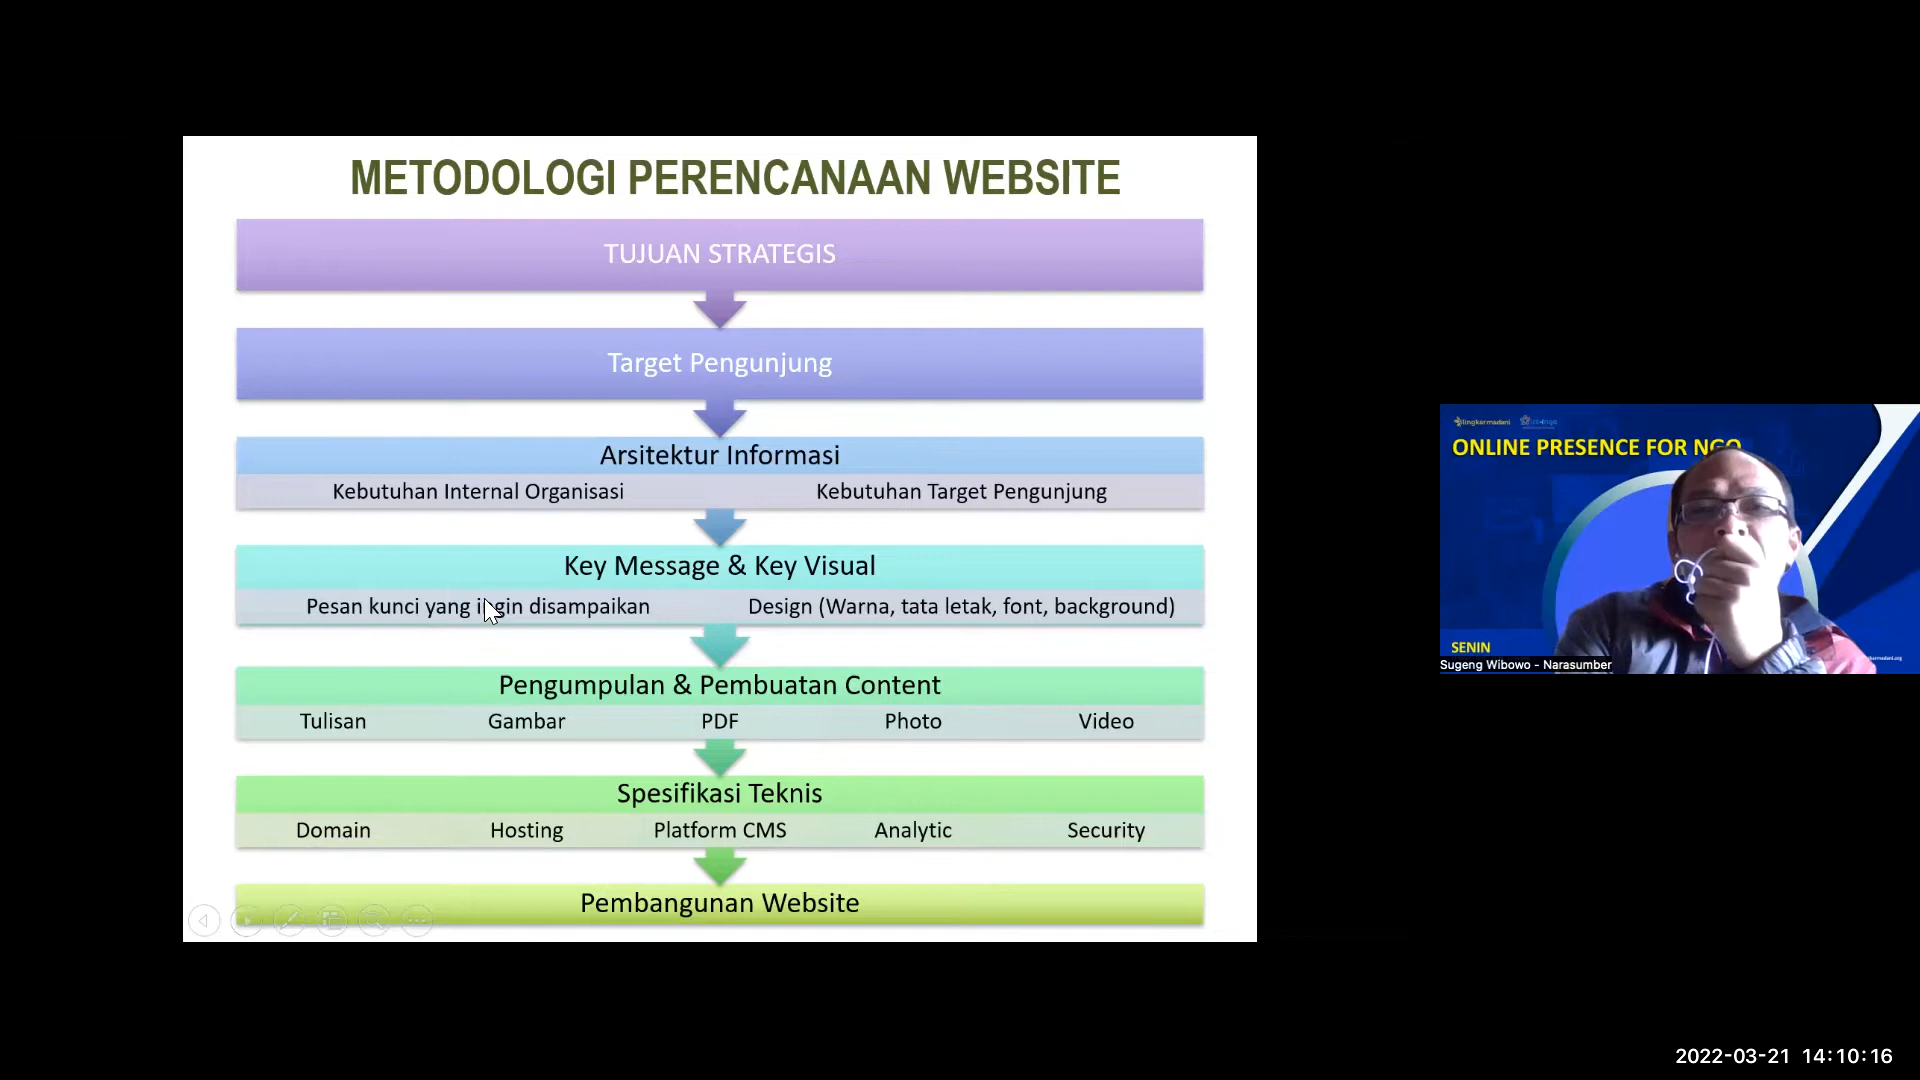 METODOLOGI PERENCANAAN WEBSITE
TUJUAN STRATEGIS
Target Pengunjung
Arsitektur Informasi
Kebutuhan Internal Organisasi Kebutuhan Target Pengunjung
Key Message & Key Visual
Pesan kunci yang ingin disampaikan Design (Warna, tata letak, font, background)
Pengumpulan & Pembuatan Content
Tulisan Gambar PDF Photo Video
Spesifikasi Teknis
Domain Hosting Platform CMS Analytic Security
Pembangunan Website
lingkarmadani
ONLINE PRESENCE FOR NGO
SENIN
Sugeng Wibowo - Narasumber
2022-03-21 14:10:16